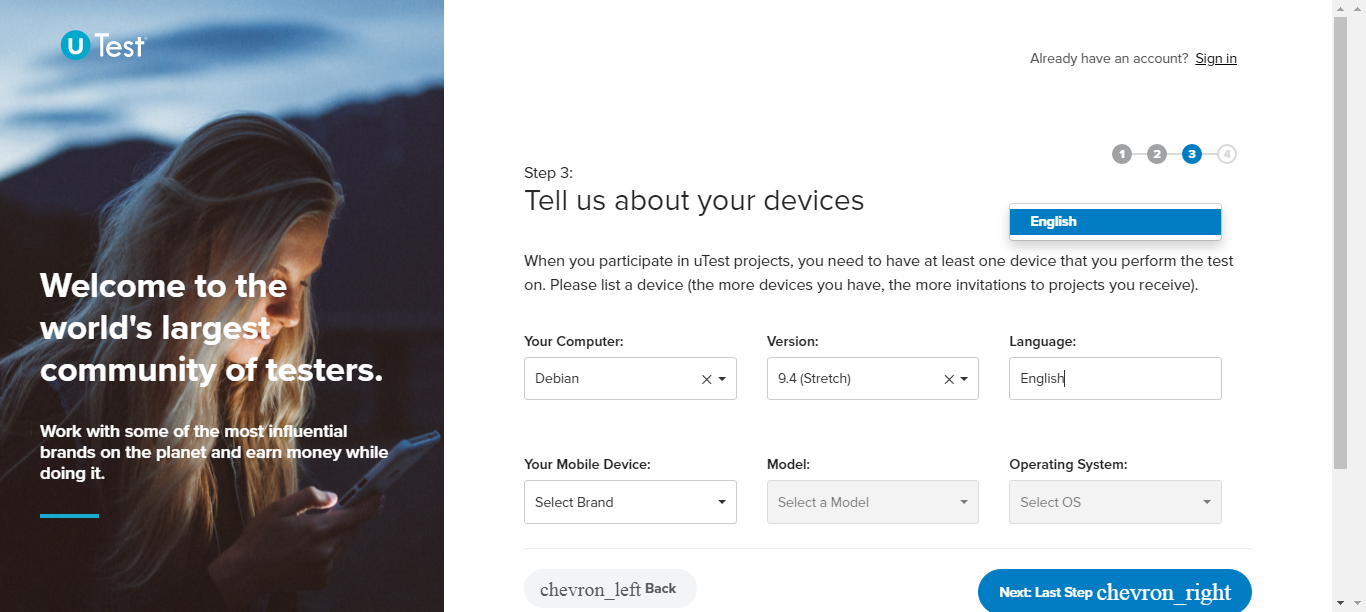 U Test
Already have an account? Sign in
1 2 3 4
Step 3:
Tell us about your devices
English
When you participate in uTest projects, you need to have at least one device that you perform the test
on. Please list a device (the more devices you have, the more invitations to projects you receive).
Your Computer: Version: Language:
Debian 9.4 (Stretch) English
Your Mobile Device: Model: Operating System:
Select Brand Select a Model Select OS
chevron_left Back Next: Last Step chevron_right
Welcome to the
world's largest
community of testers.
Work with some of the most influential
brands on the planet and earn money while
doing it.